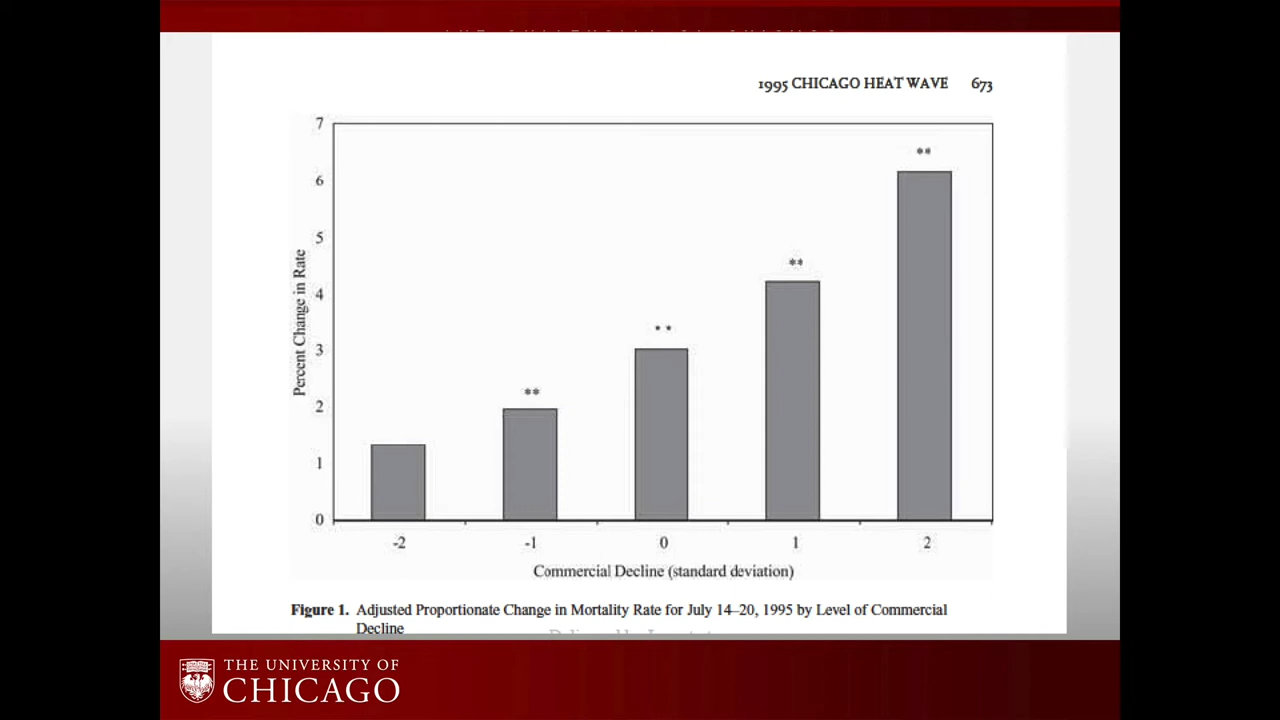 1995 CHICAGO HEAT WAVE 673
7
**
6
5
**
4
**
3
**
2
1
0
Percent Change in Rate
-2 -1 0 1 2
Commercial Decline (standard deviation)
Figure 1. Adjusted Proportionate Change in Mortality Rate for July 14–20, 1995 by Level of Commercial
Decline
THE UNIVERSITY OF
CHICAGO